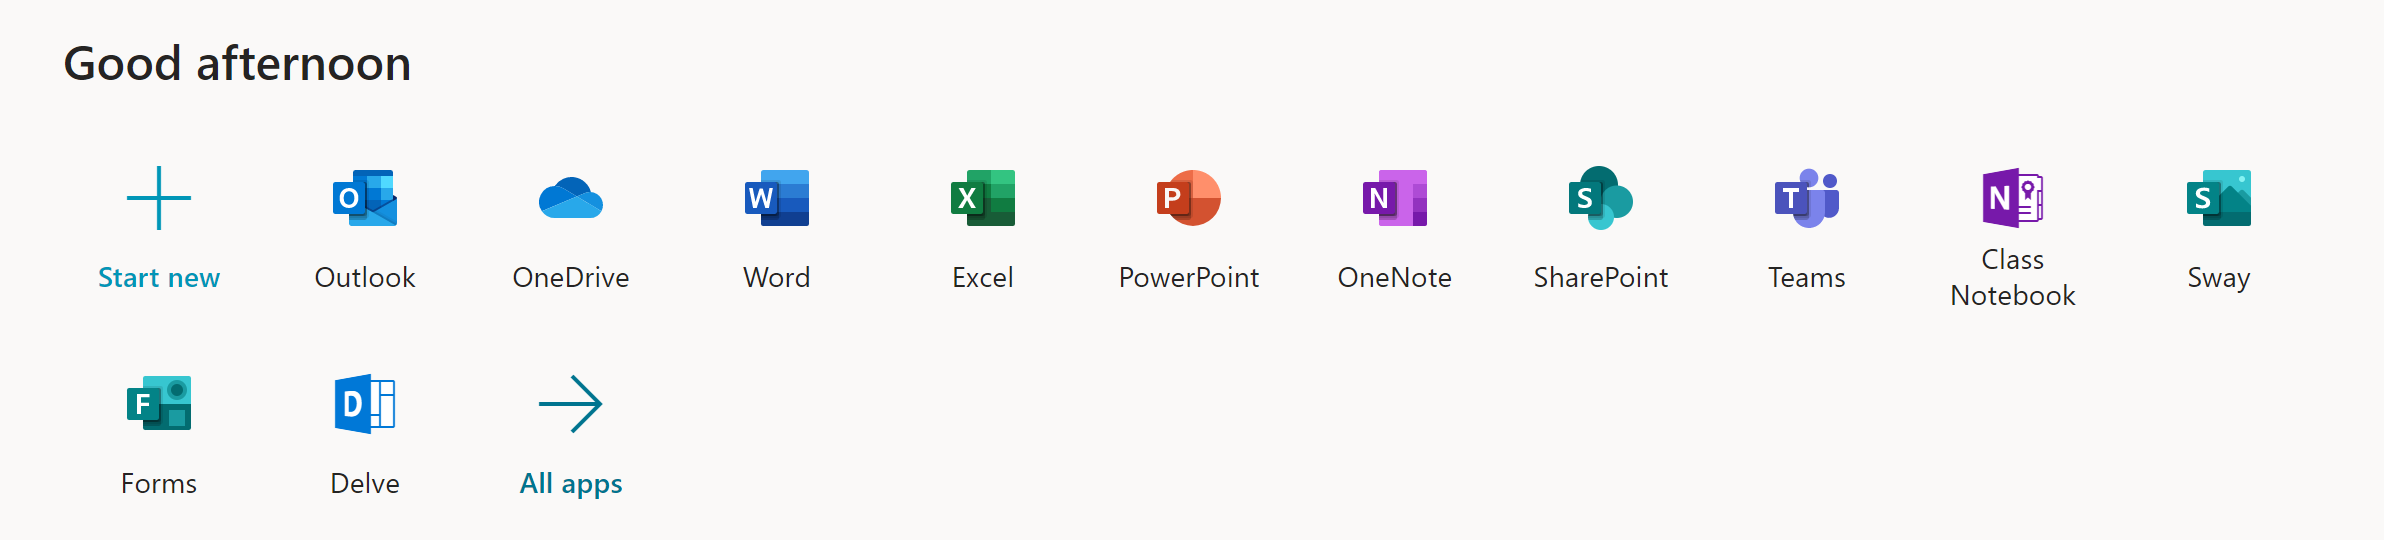 Good afternoon
Start new
O
Outlook
OneDrive
W
Word
X
Excel
P
PowerPoint
N
OneNote
S
SharePoint
T
Teams
N
Class
Notebook
S
Sway
F
Forms
D
Delve
All apps